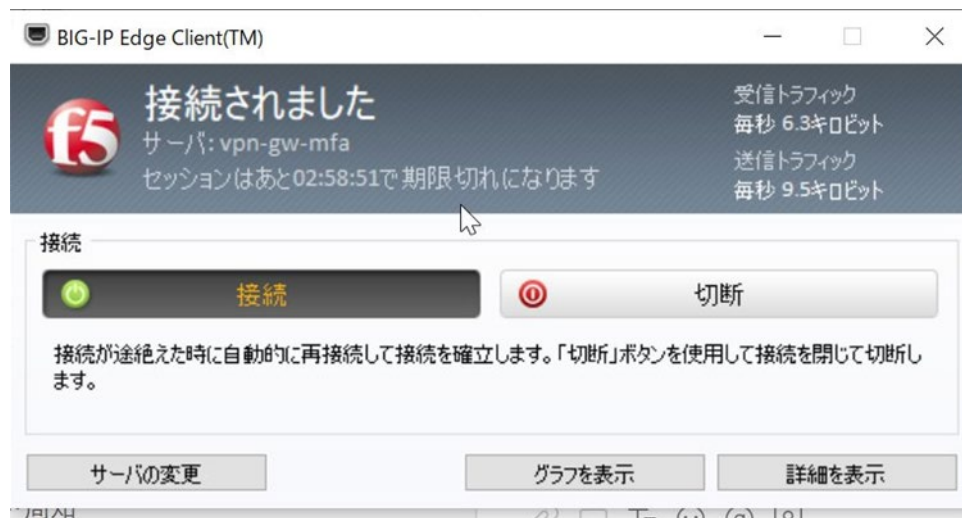 BIG-IP Edge Client(TM)
f5
接続されました
サーバ: vpn-gw-mfa
セッションはあと02:58:51で期限切れになります
受信トラフィック
毎秒 6.3キロビット
送信トラフィック
毎秒 9.5キロビット
接続
接続
切断
接続が途絶えた時に自動的に再接続して接続を確立します。「切断」ボタンを使用して接続を閉じて切断し
ます。
サーバの変更
グラフを表示
詳細を表示